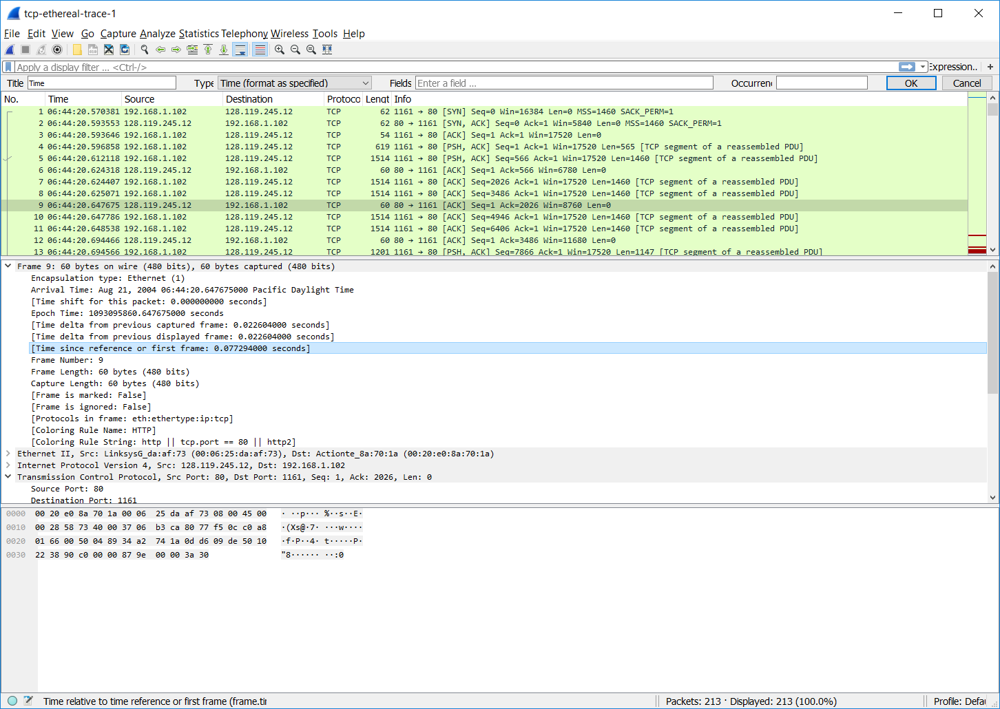 tcp-ethereal-trace-1
File Edit View Go Capture Analyze Statistics Telephony Wireless Tools Help
Apply a display filter ... <Ctrl-/> Expression.. +
Title Time Type Time (format as specified) Fields Enter a field ... Occurren OK Cancel
No. Time Source Destination Protoco Lengt Info
1 06:44:20.570381 192.168.1.102 128.119.245.12 TCP 62 1161 → 80 [SYN] Seq=0 Win=16384 Len=0 MSS=1460 SACK_PERM=1
2 06:44:20.593553 128.119.245.12 192.168.1.102 TCP 62 80 → 1161 [SYN, ACK] Seq=0 Ack=1 Win=5840 Len=0 MSS=1460 SACK_PERM=1
3 06:44:20.593646 192.168.1.102 128.119.245.12 TCP 54 1161 → 80 [ACK] Seq=1 Ack=1 Win=17520 Len=0
4 06:44:20.596858 192.168.1.102 128.119.245.12 TCP 619 1161 → 80 [PSH, ACK] Seq=1 Ack=1 Win=17520 Len=565 [TCP segment of a reassembled PDU]
5 06:44:20.612118 192.168.1.102 128.119.245.12 TCP 1514 1161 → 80 [PSH, ACK] Seq=566 Ack=1 Win=17520 Len=1460 [TCP segment of a reassembled PDU]
6 06:44:20.624318 128.119.245.12 192.168.1.102 TCP 60 80 → 1161 [ACK] Seq=1 Ack=566 Win=6780 Len=0
7 06:44:20.624407 192.168.1.102 128.119.245.12 TCP 1514 1161 → 80 [ACK] Seq=2026 Ack=1 Win=17520 Len=1460 [TCP segment of a reassembled PDU]
8 06:44:20.625071 192.168.1.102 128.119.245.12 TCP 1514 1161 → 80 [ACK] Seq=3486 Ack=1 Win=17520 Len=1460 [TCP segment of a reassembled PDU]
9 06:44:20.647675 128.119.245.12 192.168.1.102 TCP 60 80 → 1161 [ACK] Seq=1 Ack=2026 Win=8760 Len=0
10 06:44:20.647786 192.168.1.102 128.119.245.12 TCP 1514 1161 → 80 [ACK] Seq=4946 Ack=1 Win=17520 Len=1460 [TCP segment of a reassembled PDU]
11 06:44:20.648538 192.168.1.102 128.119.245.12 TCP 1514 1161 → 80 [ACK] Seq=6406 Ack=1 Win=17520 Len=1460 [TCP segment of a reassembled PDU]
12 06:44:20.694466 128.119.245.12 192.168.1.102 TCP 60 80 → 1161 [ACK] Seq=1 Ack=3486 Win=11680 Len=0
13 06:44:20.694566 192.168.1.102 128.119.245.12 TCP 1201 1161 → 80 [PSH, ACK] Seq=7866 Ack=1 Win=17520 Len=1147 [TCP segment of a reassembled PDU]
Frame 9: 60 bytes on wire (480 bits), 60 bytes captured (480 bits)
Encapsulation type: Ethernet (1)
Arrival Time: Aug 21, 2004 06:44:20.647675000 Pacific Daylight Time
[Time shift for this packet: 0.000000000 seconds]
Epoch Time: 1093095860.647675000 seconds
[Time delta from previous captured frame: 0.022604000 seconds]
[Time delta from previous displayed frame: 0.022604000 seconds]
[Time since reference or first frame: 0.077294000 seconds]
Frame Number: 9
Frame Length: 60 bytes (480 bits)
Capture Length: 60 bytes (480 bits)
[Frame is marked: False]
[Frame is ignored: False]
[Protocols in frame: eth:ethertype:ip:tcp]
[Coloring Rule Name: HTTP]
[Coloring Rule String: http || tcp.port == 80 || http2]
Ethernet II, Src: LinksysG_da:af:73 (00:06:25:da:af:73), Dst: Actionte_8a:70:1a (00:20:e0:8a:70:1a)
Internet Protocol Version 4, Src: 128.119.245.12, Dst: 192.168.1.102
Transmission Control Protocol, Src Port: 80, Dst Port: 1161, Seq: 1, Ack: 2026, Len: 0
Source Port: 80
Destination Port: 1161
0000 00 20 e0 8a 70 1a 00 06 25 da af 73 08 00 45 00 · ··p··· %··s··E·
0010 00 28 58 73 40 00 37 06 b3 ca 80 77 f5 0c c0 a8 ·(Xs@·7· ···w····
0020 01 66 00 50 04 89 34 a2 74 1a 0d d6 09 de 50 10 ·f·P··4· t·····P·
0030 22 38 90 c0 00 00 87 9e 00 00 3a 30 "8······ ··:0
Time relative to time reference or first frame (frame.ti Packets: 213 · Displayed: 213 (100.0%) Profile: Defau